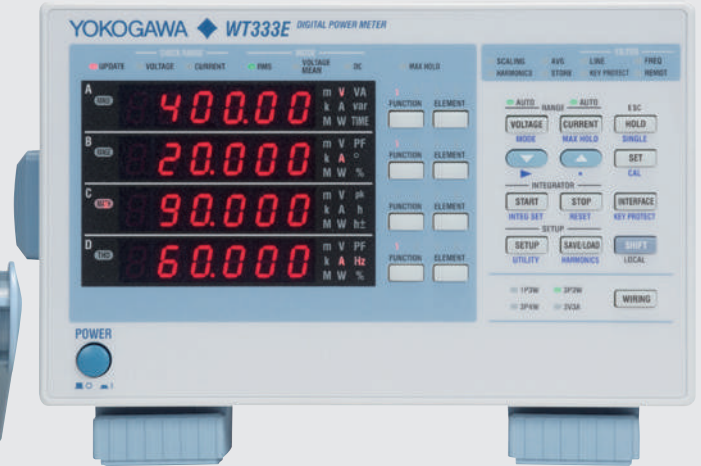 YOKOGAWA ◆ WT333E DIGITAL POWER METER
CHECK RANGE MODE FILTER
UPDATE VOLTAGE CURRENT RMS VOLTAGE MEAN DC MAX HOLD
SCALING AVG LINE FREQ
HARMONICS STORE KEY PROTECT REMOTE
A 400.00 m V VA
k A var
M W TIME
FUNCTION ELEMENT
B 20.000 m V PF
k A °
M W %
FUNCTION ELEMENT
C 90.000 m V pk
k A h
M W h±
FUNCTION ELEMENT
D 60.000 m V PF
k A Hz
M W %
FUNCTION ELEMENT
AUTO RANGE AUTO ESC
VOLTAGE CURRENT HOLD
MODE MAX HOLD SINGLE
SET
CAL
INTEGRATOR
START STOP INTERFACE
INTEG SET RESET KEY PROTECT
SETUP
SETUP SAVE/LOAD SHIFT
UTILITY HARMONICS LOCAL
1P3W 3P3W
3P4W 3V3A
WIRING
POWER